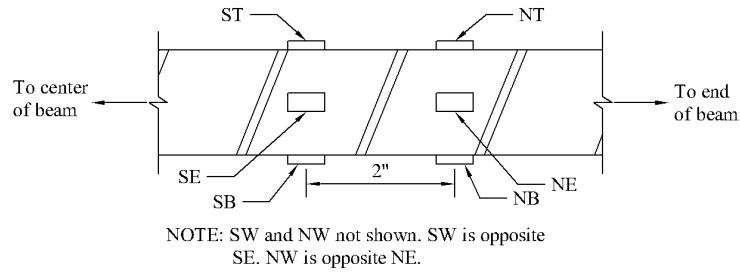 ST
NT
To center
of beam
To end
of beam
SE
SB
2"
NE
NB
NOTE: SW and NW not shown. SW is opposite
SE. NW is opposite NE.